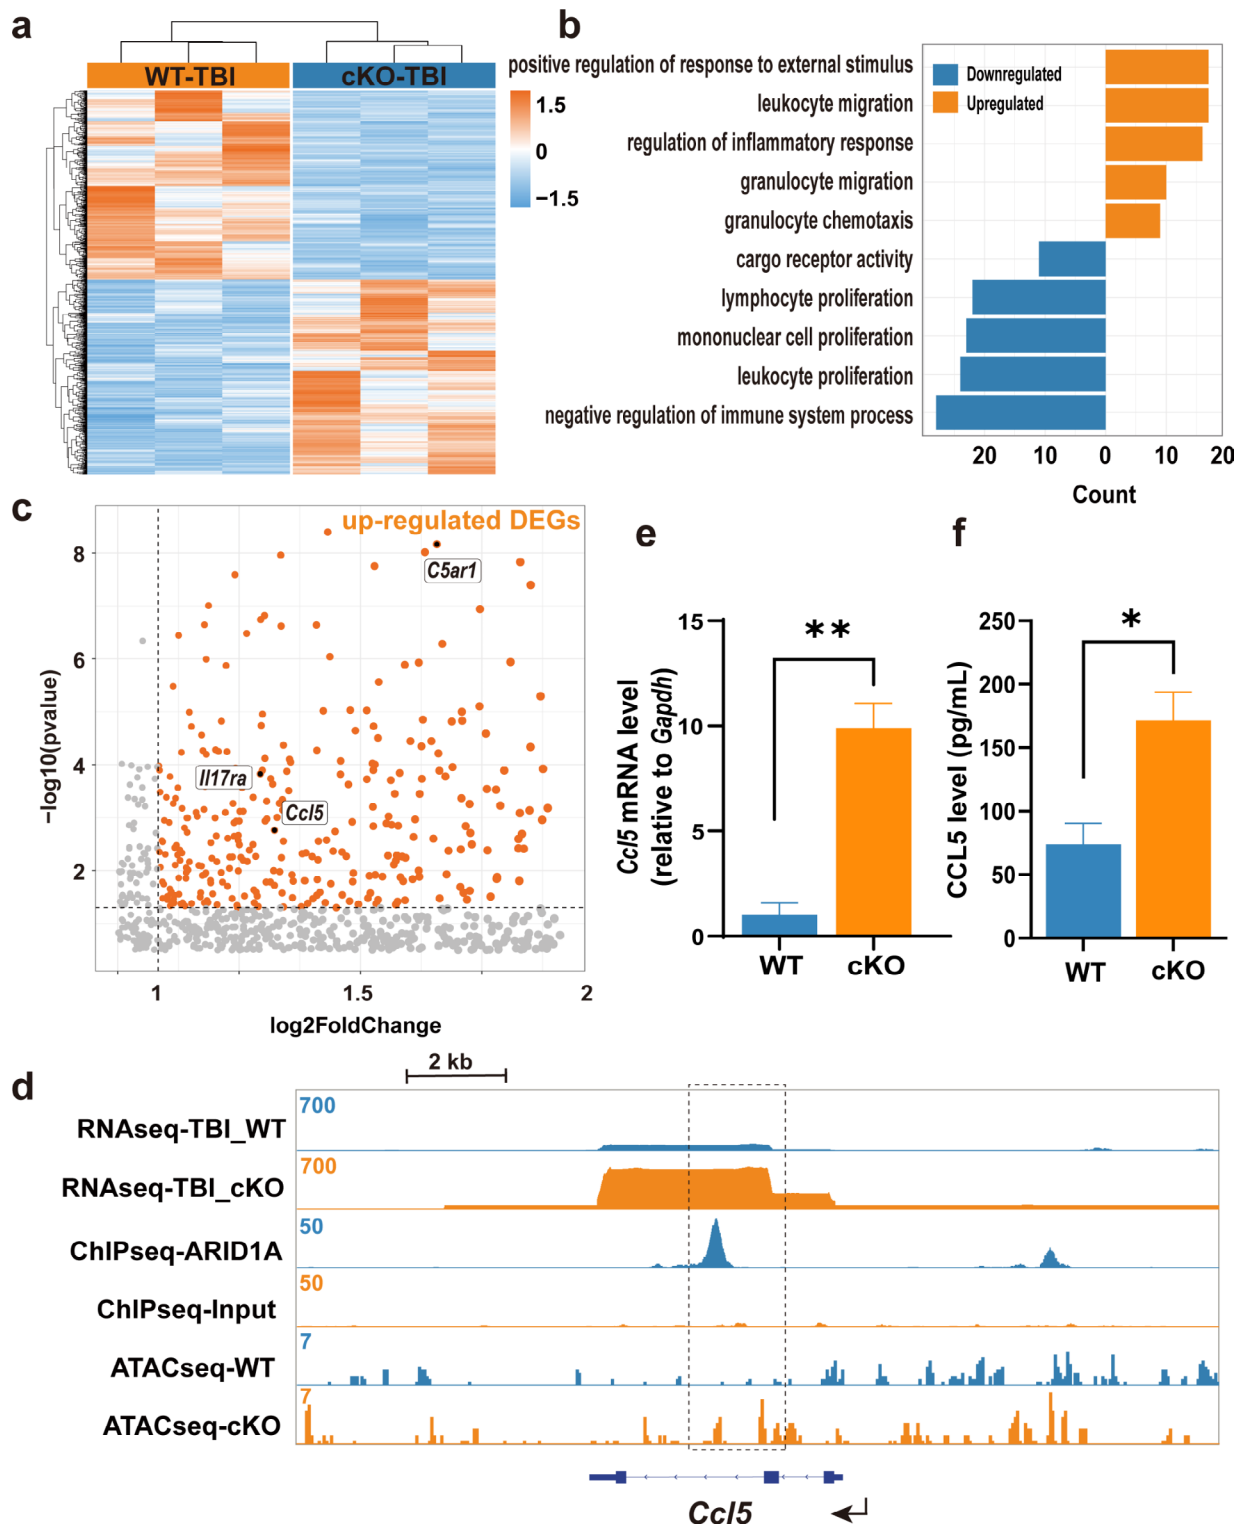 a
WT-TBI
cKO-TBI
1.5
0
−1.5
b
positive regulation of response to external stimulus
leukocyte migration
regulation of inflammatory response
granulocyte migration
granulocyte chemotaxis
cargo receptor activity
lymphocyte proliferation
mononuclear cell proliferation
leukocyte proliferation
negative regulation of immune system process
Downregulated
Upregulated
20 10 0 10 20
Count
c
up-regulated DEGs
C5ar1
Il17ra
Ccl5
8
6
4
2
−log10(pvalue)
1 1.5 2
log2FoldChange
e
**
15
10
5
0
Ccl5 mRNA level
(relative to Gapdh)
WT cKO
f
*
250
200
150
100
50
0
CCL5 level (pg/mL)
WT cKO
d
2 kb
RNAseq-TBI_WT
700
RNAseq-TBI_cKO
700
ChIPseq-ARID1A
50
ChIPseq-Input
50
ATACseq-WT
7
ATACseq-cKO
7
Ccl5